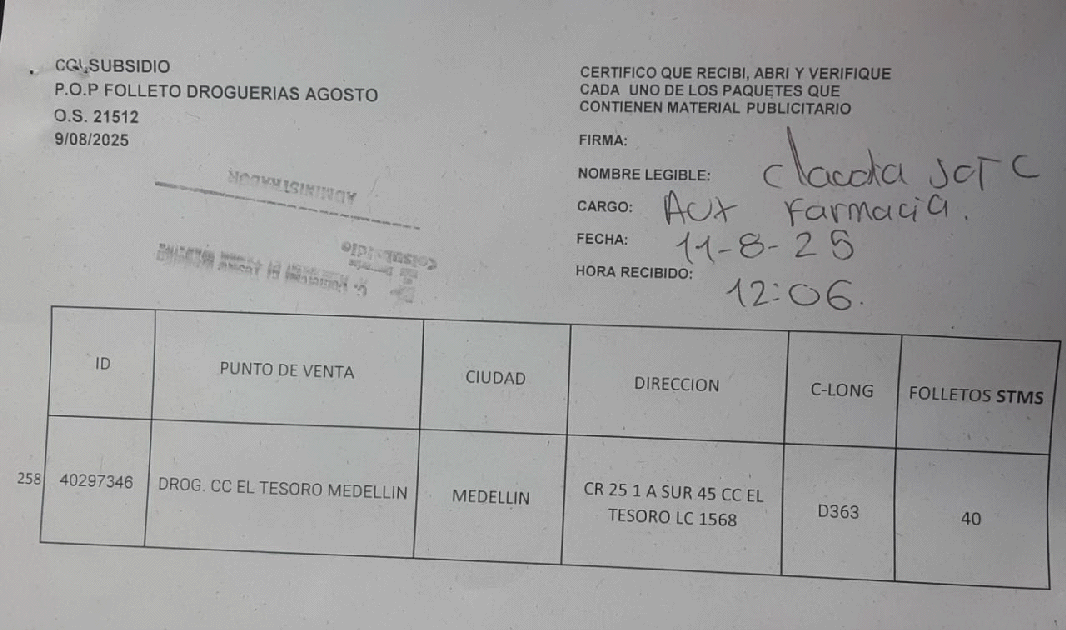 COLSUBSIDIO
P.O.P FOLLETO DROGUERIAS AGOSTO
O.S. 21512
9/08/2025
CERTIFICO QUE RECIBI, ABRI Y VERIFIQUE
CADA UNO DE LOS PAQUETES QUE
CONTIENEN MATERIAL PUBLICITARIO
FIRMA:
NOMBRE LEGIBLE:
CARGO: Aux Farmacia.
FECHA: 11-8-25
HORA RECIBIDO: 12:06.
ADMINISTRADOR
Colsubsidio
ID PUNTO DE VENTA CIUDAD DIRECCION C-LONG FOLLETOS STMS
258 40297346 DROG. CC EL TESORO MEDELLIN MEDELLIN CR 25 1 A SUR 45 CC EL
TESORO LC 1568 D363 40